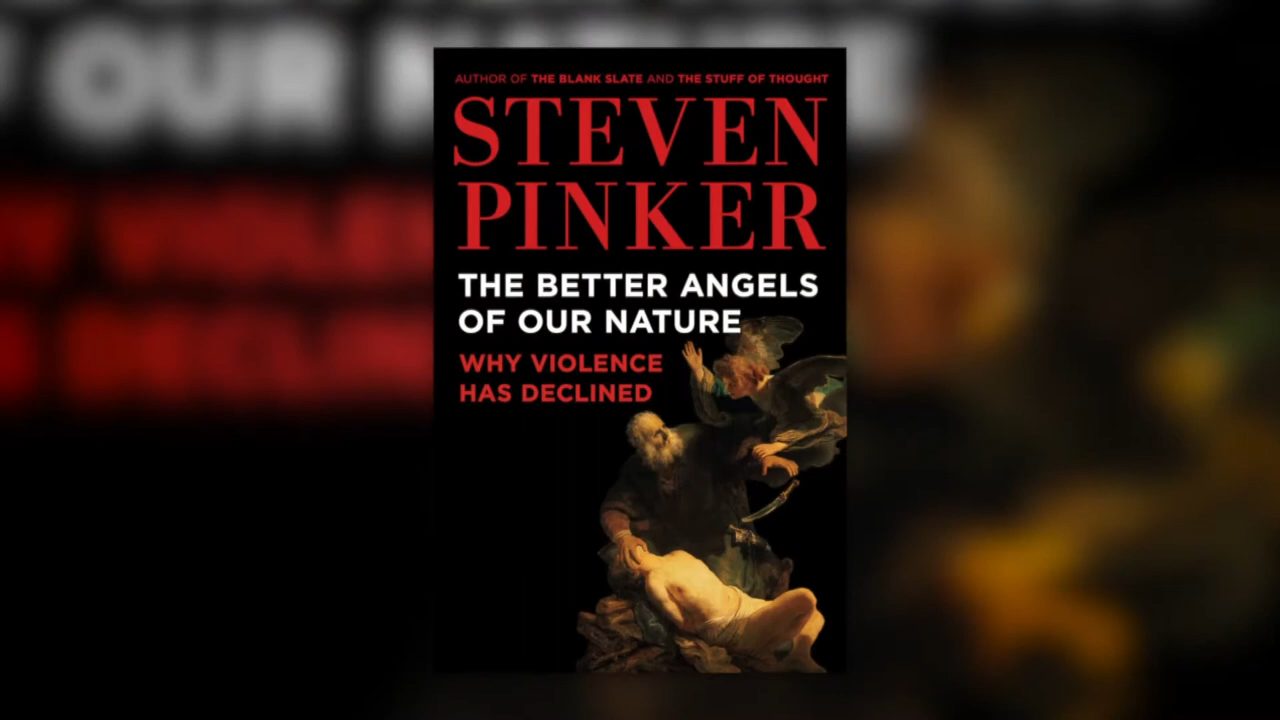 AUTHOR OF THE BLANK SLATE AND THE STUFF OF THOUGHT
STEVEN
PINKER
THE BETTER ANGELS
OF OUR NATURE
WHY VIOLENCE
HAS DECLINED
OUR